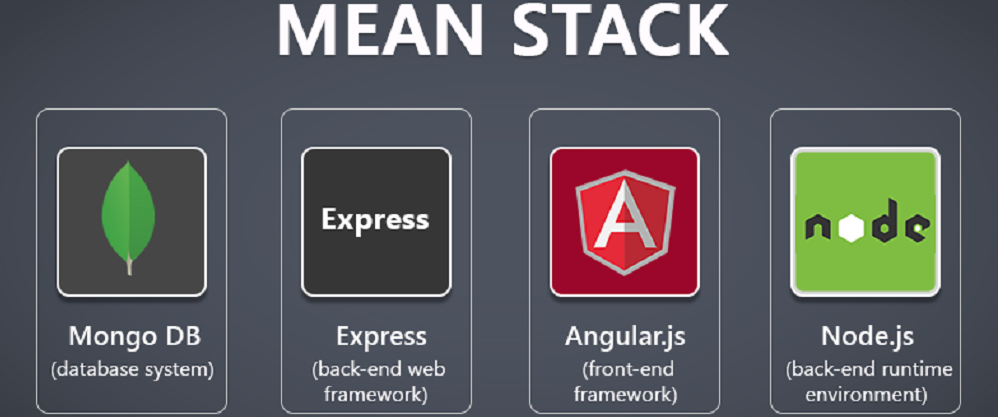 MEAN STACK
Express
node
Mongo DB
(database system)
Express
(back-end web
framework)
Angular.js
(front-end
framework)
Node.js
(back-end runtime
environment)